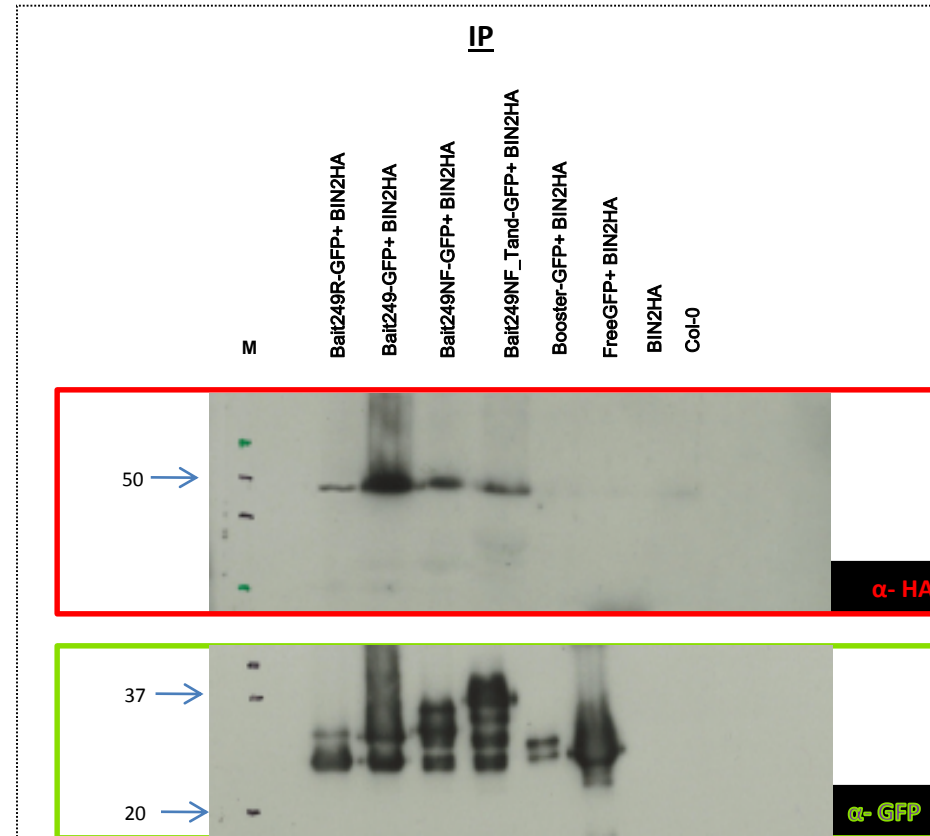 IP
M
Bait249R-GFP+ BIN2HA
Bait249-GFP+ BIN2HA
Bait249NF-GFP+ BIN2HA
Bait249NF_Tand-GFP+ BIN2HA
Booster-GFP+ BIN2HA
FreeGFP+ BIN2HA
BIN2HA
Col-0
50
α- HA
37
20
α- GFP